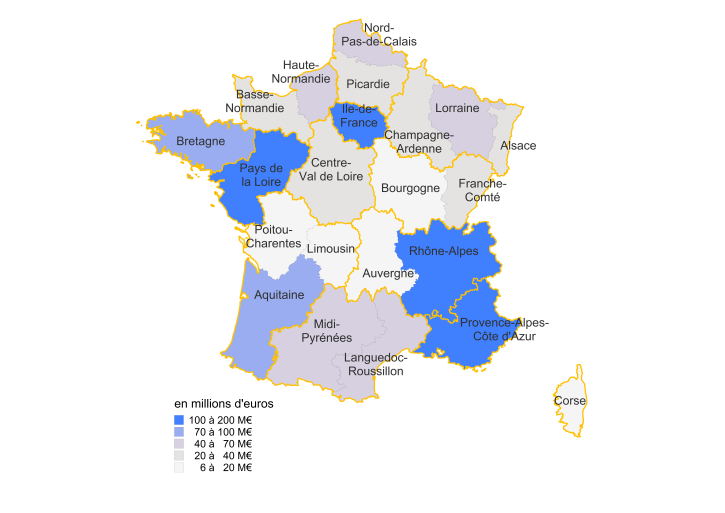 Nord-
Pas-de-Calais
Haute-
Normandie
Picardie
Basse-
Normandie
Ile-de-
France
Lorraine
Champagne-
Ardenne
Alsace
Bretagne
Pays de
la Loire
Centre-
Val de Loire
Bourgogne
Franche-
Comté
Poitou-
Charentes
Limousin
Auvergne
Rhône-Alpes
Aquitaine
Midi-
Pyrénées
Provence-Alpes-
Côte d'Azur
Languedoc-
Roussillon
Corse
en millions d'euros
100 à 200 M€
70 à 100 M€
40 à 70 M€
20 à 40 M€
6 à 20 M€